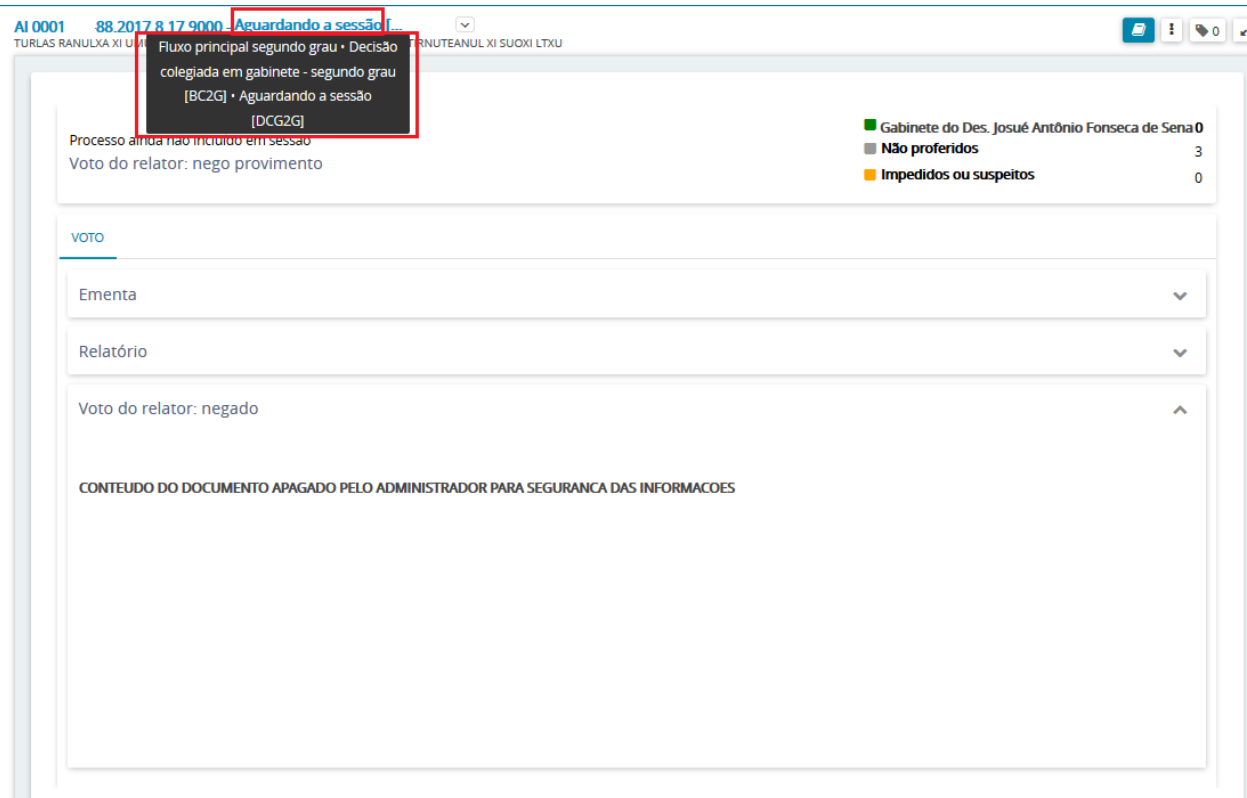 AI 0001 88.2017 8 17 9000 - Aguardando a sessão [...
TURLAS RANULXA XI TIRNUTEANUL XI SUOXI LTXU
0
Fluxo principal segundo grau • Decisão
colegiada em gabinete - segundo grau
[BC2G] • Aguardando a sessão
[DCG2G]
Processo ainda não incluído em sessão
Voto do relator: nego provimento
Gabinete do Des. Josué Antônio Fonseca de Sena 0
Não proferidos 3
Impedidos ou suspeitos 0
VOTO
Ementa
Relatório
Voto do relator: negado
CONTEUDO DO DOCUMENTO APAGADO PELO ADMINISTRADOR PARA SEGURANCA DAS INFORMACOES